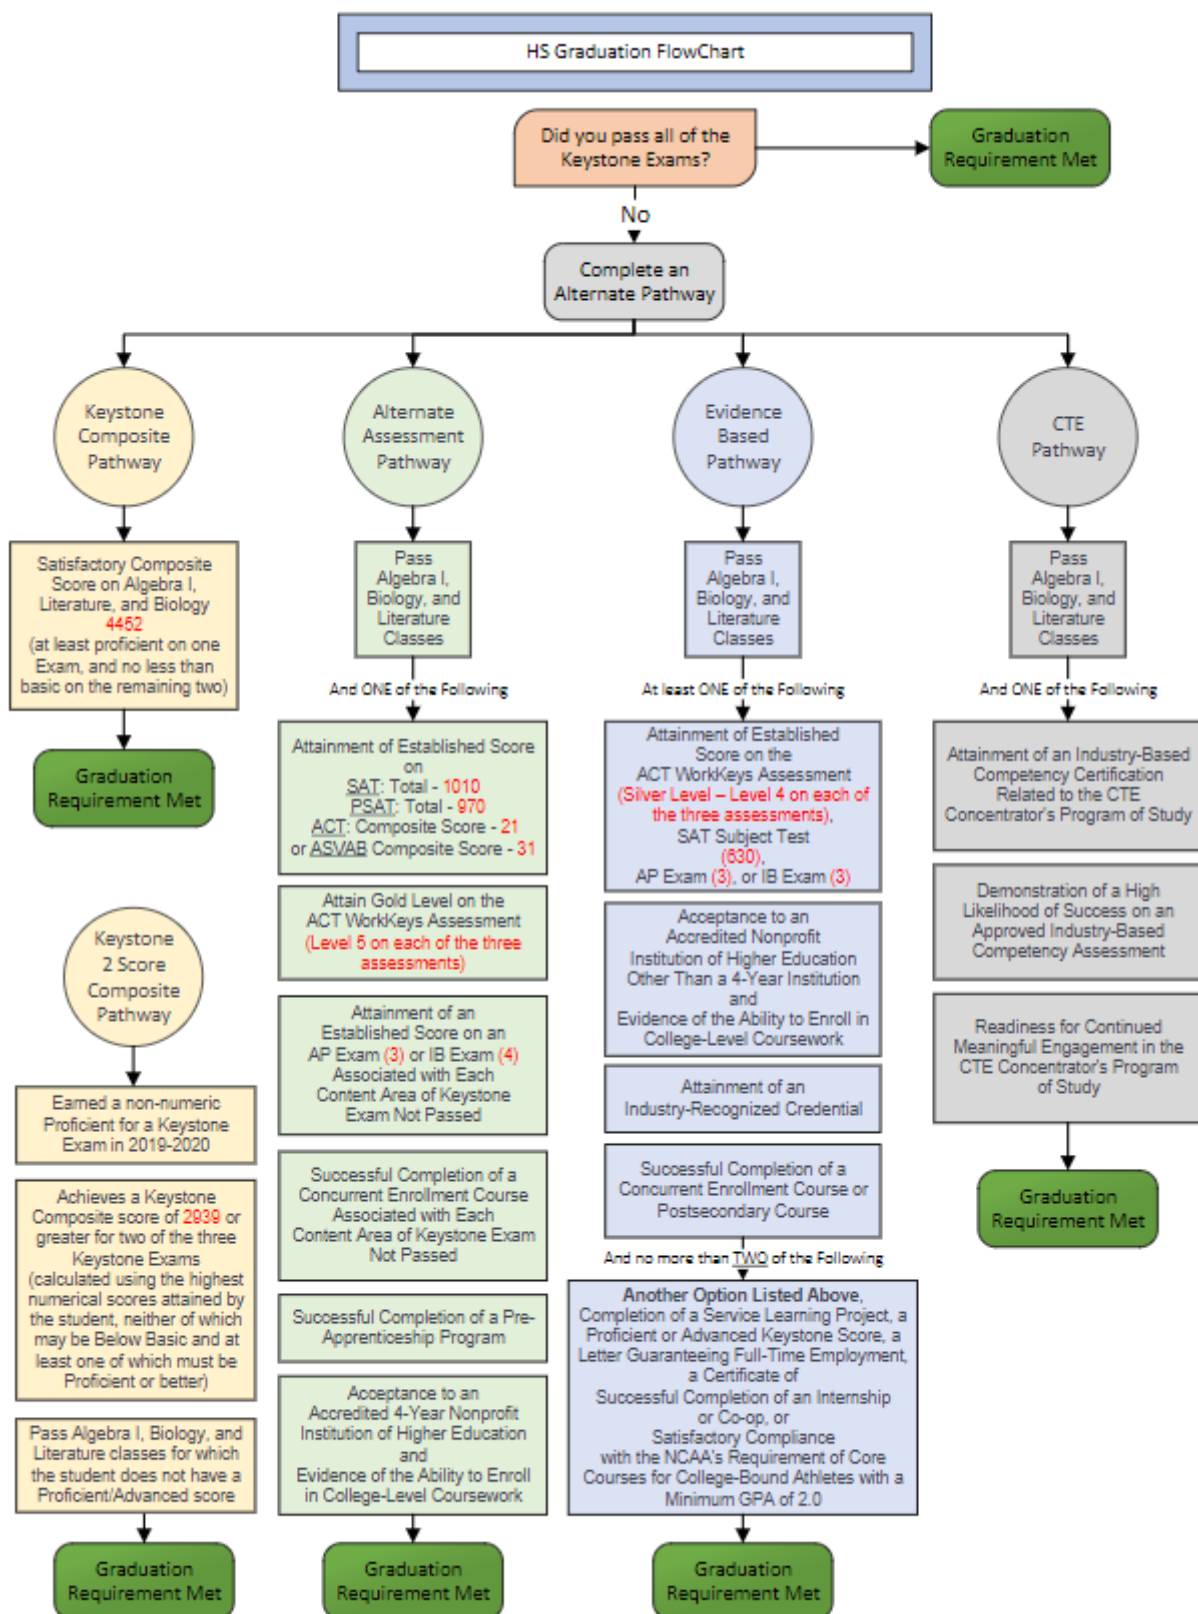 HS Graduation FlowChart
Did you pass all of the
Keystone Exams?
Graduation
Requirement Met
No
Complete an
Alternate Pathway
Keystone
Composite
Pathway
Satisfactory Composite
Score on Algebra I,
Literature, and Biology
4452
(at least proficient on one
Exam, and no less than
basic on the remaining two)
Graduation
Requirement Met
Keystone
2 Score
Composite
Pathway
Earned a non-numeric
Proficient for a Keystone
Exam in 2019-2020
Achieves a Keystone
Composite score of 2939 or
greater for two of the three
Keystone Exams
(calculated using the highest
numerical scores attained by
the student, neither of which
may be Below Basic and at
least one of which must be
Proficient or better)
Pass Algebra I, Biology, and
Literature classes for which
the student does not have a
Proficient/Advanced score
Graduation
Requirement Met
Alternate
Assessment
Pathway
Pass
Algebra I,
Biology, and
Literature
Classes
And ONE of the Following
Attainment of Established Score
on
SAT: Total - 1010
PSAT: Total - 970
ACT: Composite Score - 21
or ASVAB Composite Score - 31
Attain Gold Level on the
ACT WorkKeys Assessment
(Level 5 on each of the three
assessments)
Attainment of an
Established Score on an
AP Exam (3) or IB Exam (4)
Associated with Each
Content Area of Keystone
Exam Not Passed
Successful Completion of a
Concurrent Enrollment Course
Associated with Each
Content Area of Keystone Exam
Not Passed
Successful Completion of a Pre-
Apprenticeship Program
Acceptance to an
Accredited 4-Year Nonprofit
Institution of Higher Education
and
Evidence of the Ability to Enroll
in College-Level Coursework
Graduation
Requirement Met
Evidence
Based
Pathway
Pass
Algebra I,
Biology, and
Literature
Classes
At least ONE of the Following
Attainment of Established
Score on the
ACT WorkKeys Assessment
(Silver Level – Level 4 on each of
the three assessments),
SAT Subject Test
(630),
AP Exam (3), or IB Exam (3)
Acceptance to an
Accredited Nonprofit
Institution of Higher Education
Other Than a 4-Year Institution
and
Evidence of the Ability to Enroll in
College-Level Coursework
Attainment of an
Industry-Recognized Credential
Successful Completion of a
Concurrent Enrollment Course or
Postsecondary Course
And no more than TWO of the Following
Another Option Listed Above,
Completion of a Service Learning Project, a
Proficient or Advanced Keystone Score, a
Letter Guaranteeing Full-Time Employment,
a Certificate of
Successful Completion of an Internship
or Co-op, or
Satisfactory Compliance
with the NCAA's Requirement of Core
Courses for College-Bound Athletes with a
Minimum GPA of 2.0
Graduation
Requirement Met
CTE
Pathway
Pass
Algebra I,
Biology, and
Literature
Classes
And ONE of the Following
Attainment of an Industry-Based
Competency Certification
Related to the CTE
Concentrator's Program of Study
Demonstration of a High
Likelihood of Success on an
Approved Industry-Based
Competency Assessment
Readiness for Continued
Meaningful Engagement in the
CTE Concentrator's Program
of Study
Graduation
Requirement Met